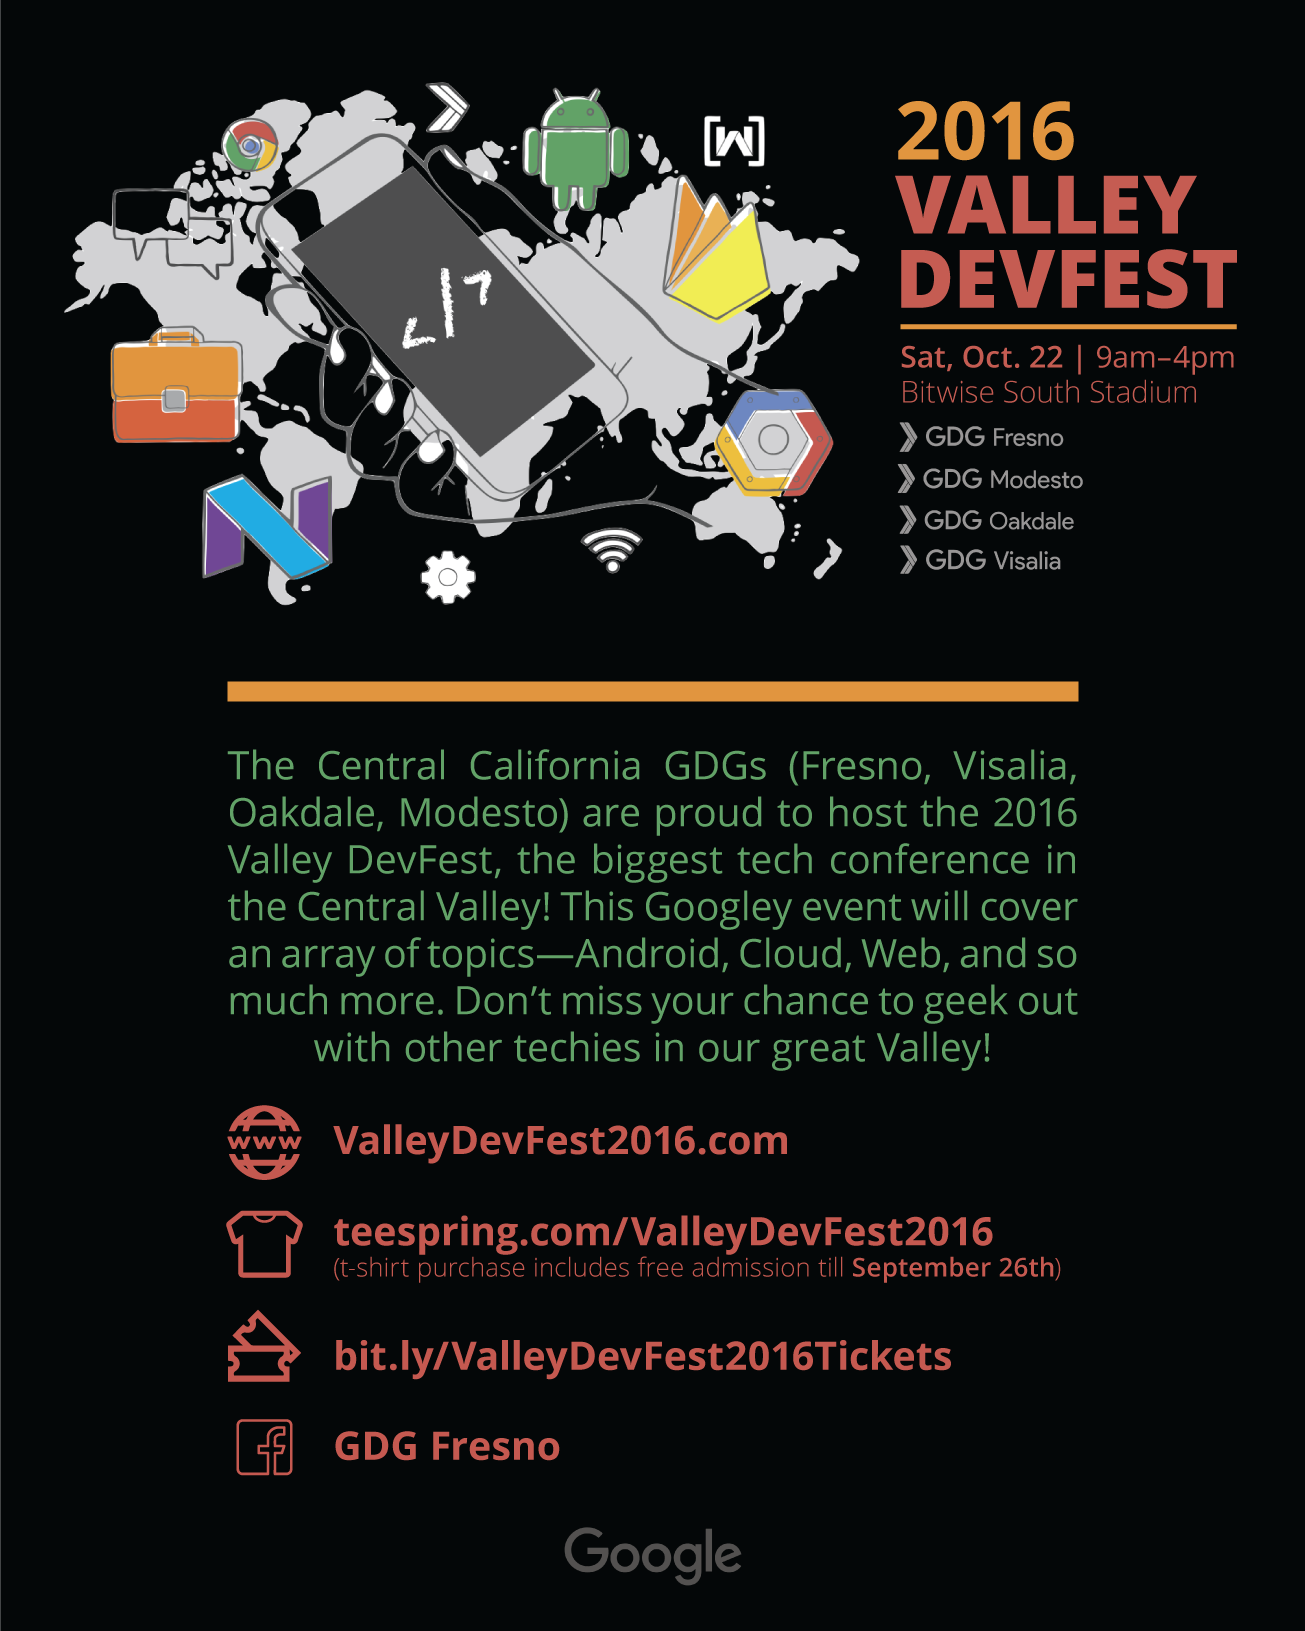 2016
VALLEY
DEVFEST
Sat, Oct. 22 | 9am–4pm
Bitwise South Stadium
GDG Fresno
GDG Modesto
GDG Oakdale
GDG Visalia
[W]
</>
N
The Central California GDGs (Fresno, Visalia,
Oakdale, Modesto) are proud to host the 2016
Valley DevFest, the biggest tech conference in
the Central Valley! This Googley event will cover
an array of topics—Android, Cloud, Web, and so
much more. Don’t miss your chance to geek out
with other techies in our great Valley!
www
ValleyDevFest2016.com
teespring.com/ValleyDevFest2016
(t-shirt purchase includes free admission till September 26th)
bit.ly/ValleyDevFest2016Tickets
f
GDG Fresno
Google